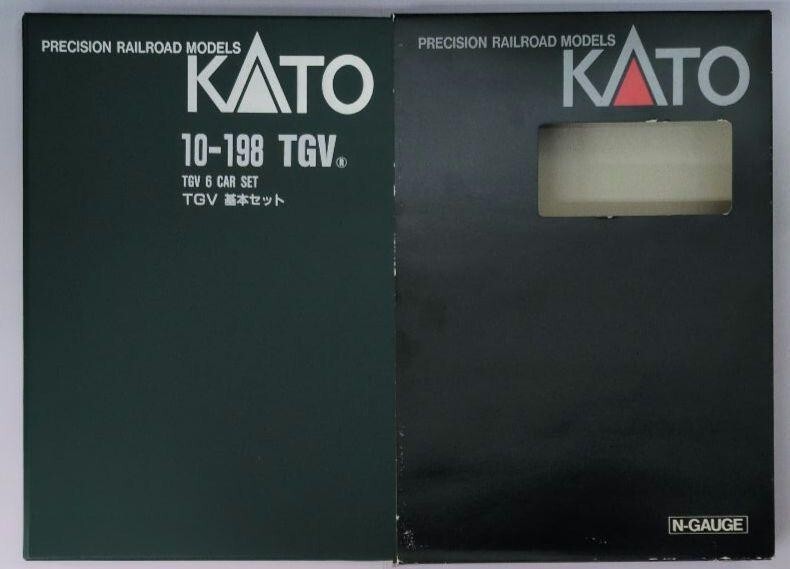 PRECISION RAILROAD MODELS
KATO
10-198 TGV®
TGV 6 CAR SET
TGV 基本セット
PRECISION RAILROAD MODELS
KATO
N-GAUGE